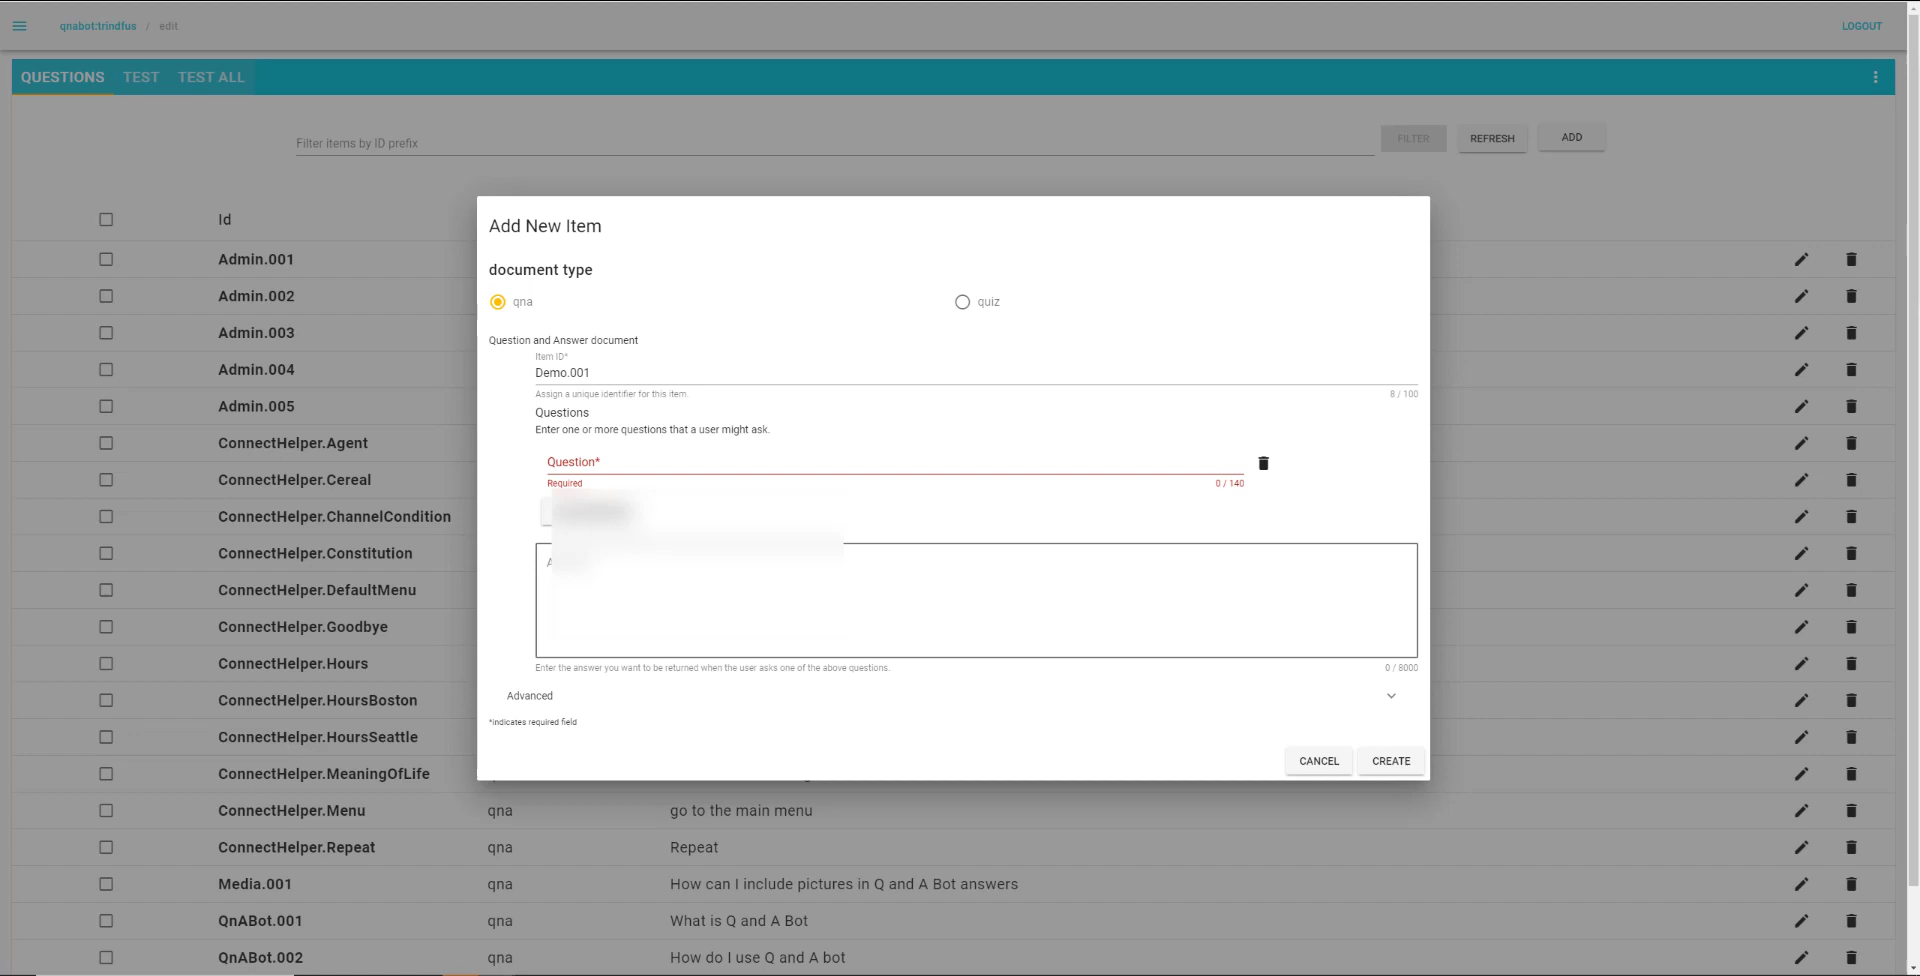 qnabot:trindfus / edit
LOGOUT
QUESTIONS TEST TEST ALL
Filter items by ID prefix
FILTER
REFRESH
ADD
Id
Admin.001
Admin.002
Admin.003
Admin.004
Admin.005
ConnectHelper.Agent
ConnectHelper.Cereal
ConnectHelper.ChannelCondition
ConnectHelper.Constitution
ConnectHelper.DefaultMenu
ConnectHelper.Goodbye
ConnectHelper.Hours
ConnectHelper.HoursBoston
ConnectHelper.HoursSeattle
ConnectHelper.MeaningOfLife
Add New Item
document type
qna
quiz
Question and Answer document
Item ID*
Demo.001
Assign a unique identifier for this item. 8 / 100
Questions
Enter one or more questions that a user might ask.
Question*
Required 0 / 140
Enter the answer you want to be returned when the user asks one of the above questions. 0 / 8000
Advanced
*indicates required field
CANCEL CREATE
ConnectHelper.Menu qna go to the main menu
ConnectHelper.Repeat qna Repeat
Media.001 qna How can I include pictures in Q and A Bot answers
QnABot.001 qna What is Q and A Bot
QnABot.002 qna How do I use Q and A bot